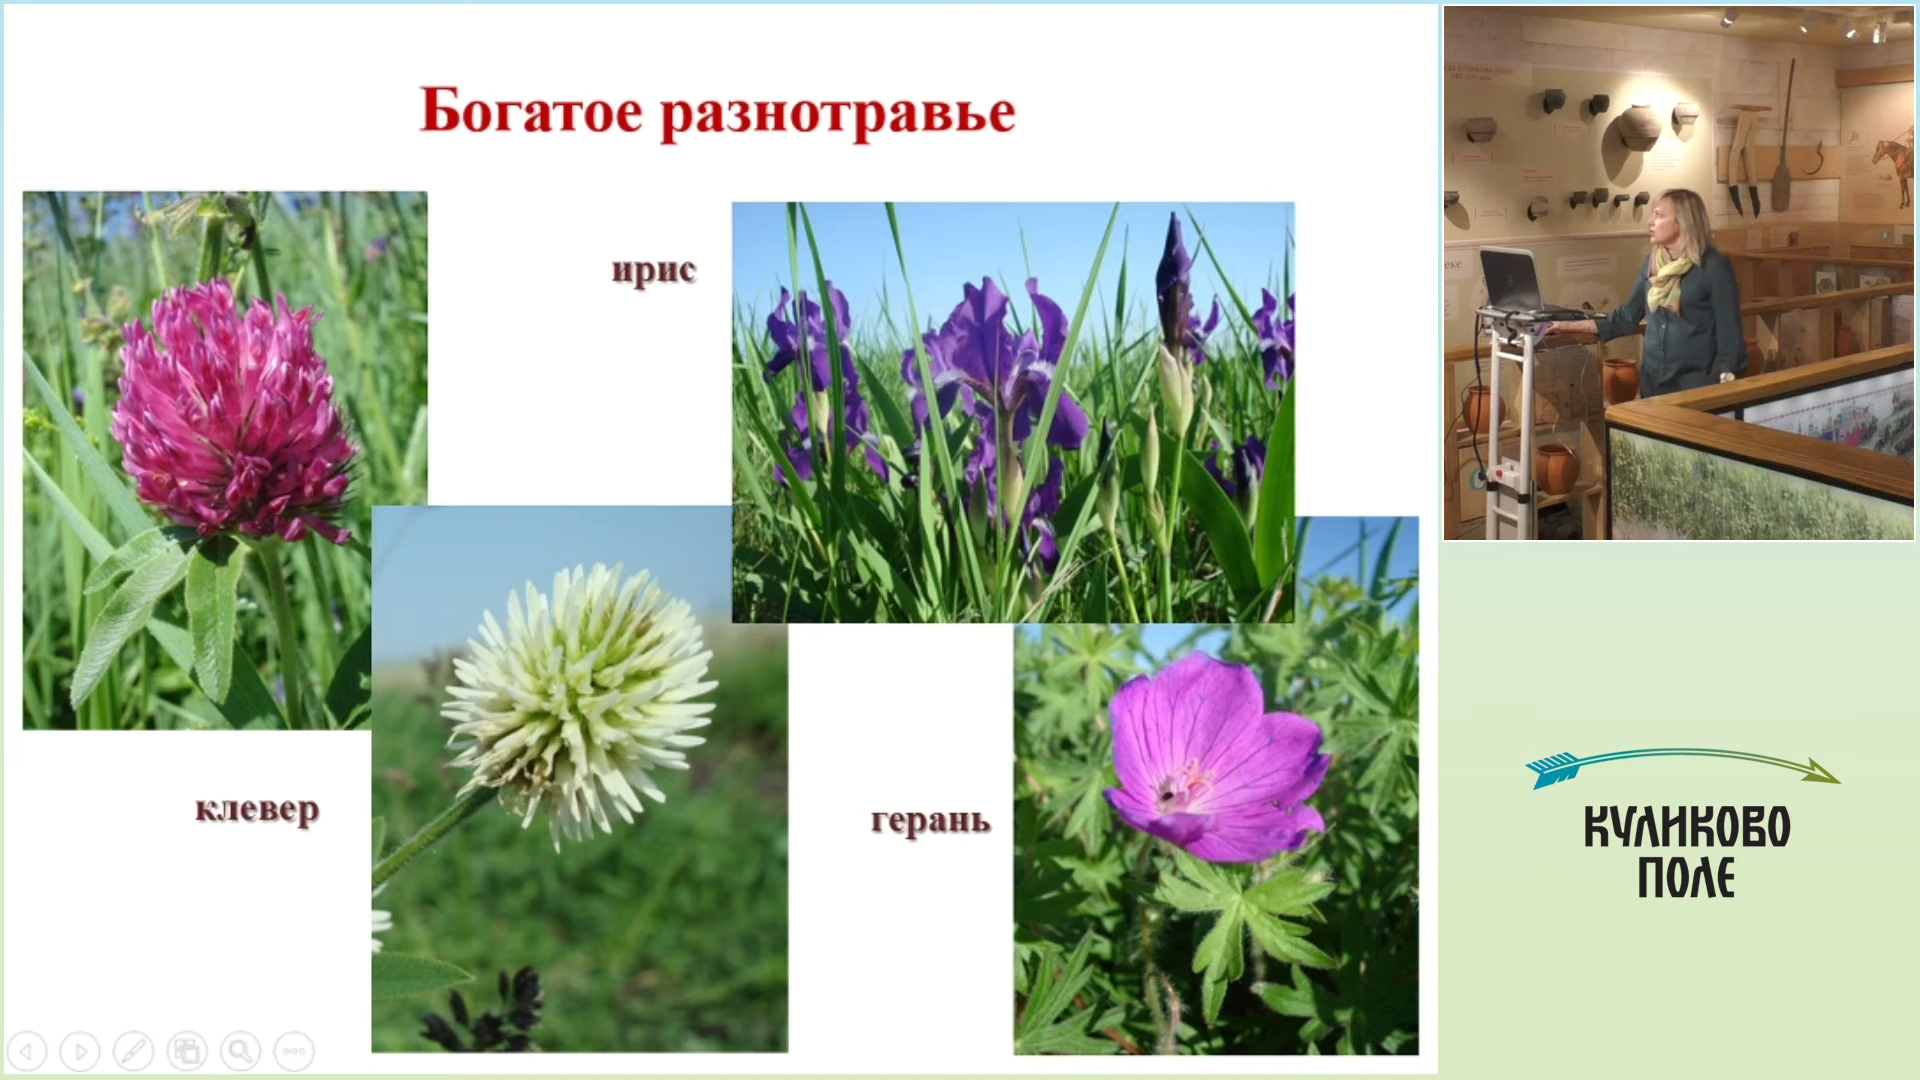 Богатое разнотравье
ирис
клевер
герань
КУЛИКОВО
ПОЛЕ